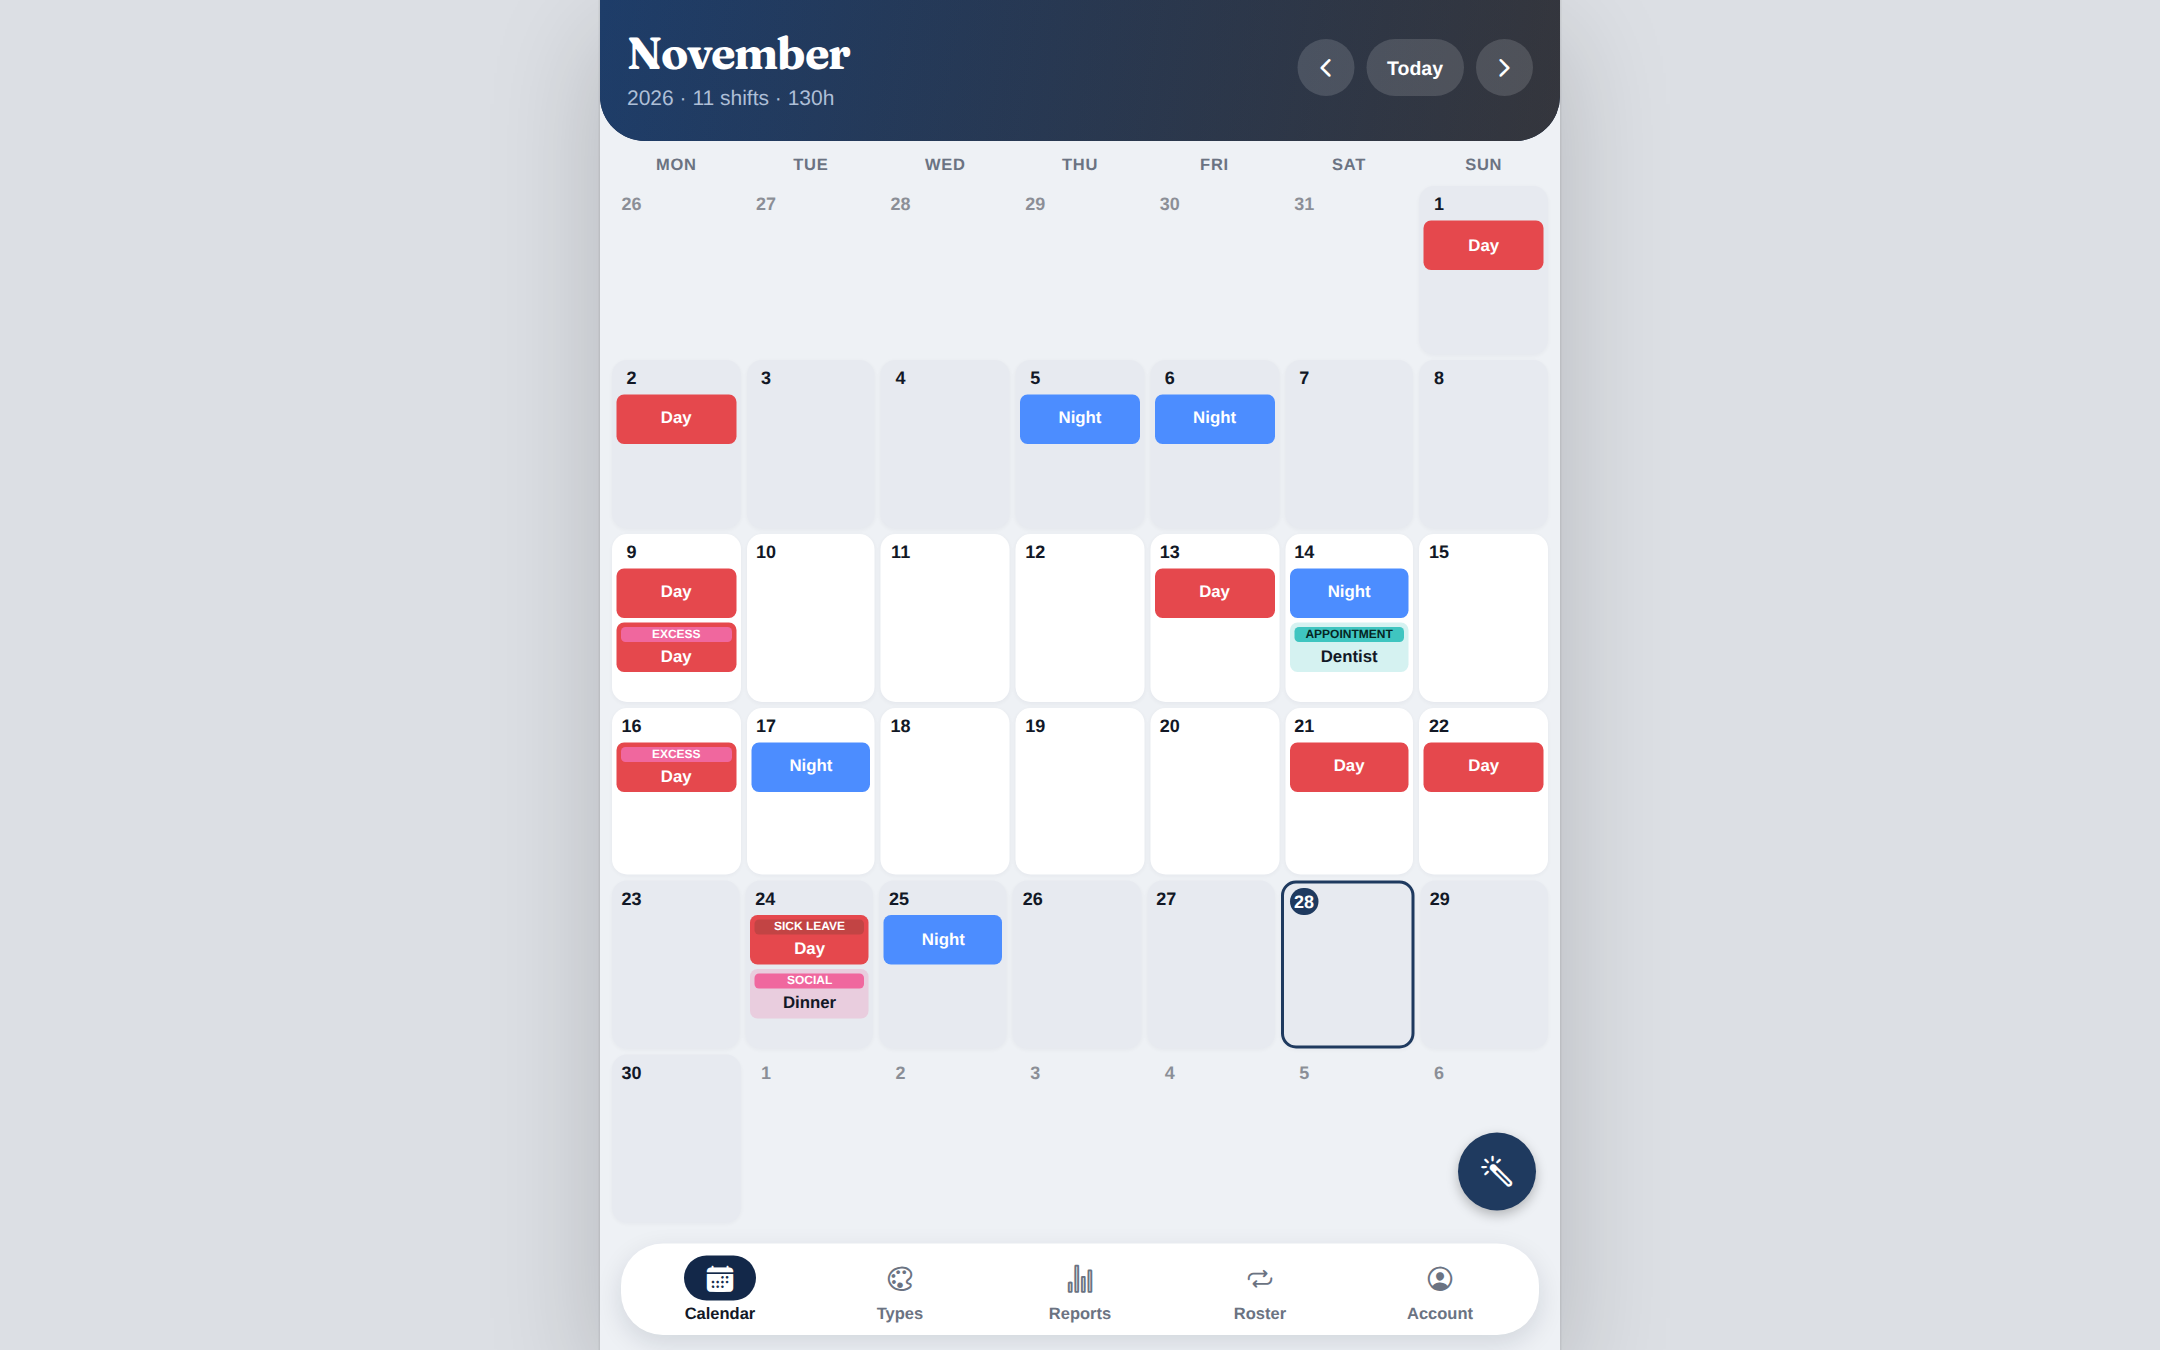 November
2026 · 11 shifts · 130h
Today
MON TUE WED THU FRI SAT SUN
26 27 28 29 30 31 1
Day
2 3 4 5 6 7 8
Day Night Night
9 10 11 12 13 14 15
Day Day Night
EXCESS APPOINTMENT
Day Dentist
16 17 18 19 20 21 22
EXCESS
Day Night Day Day
23 24 25 26 27 28 29
SICK LEAVE
Day Night
SOCIAL
Dinner
30 1 2 3 4 5 6
Calendar Types Reports Roster Account